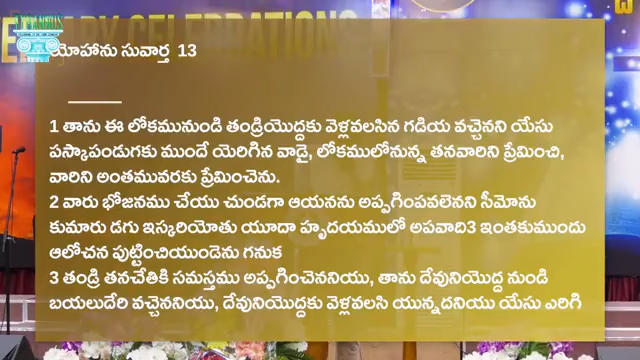 యోహాను సువార్త 13
1 తాను ఈ లోకమునుండి తండ్రియొద్దకు వెళ్లవలసిన గడియ వచ్చెనని యేసు
పస్కాపండుగకు ముందే యెరిగిన వాడై, లోకములోనున్న తనవారిని ప్రేమించి,
వారిని అంతమువరకు ప్రేమించెను.
2 వారు భోజనము చేయు చుండగా ఆయనను అప్పగింపవలెనని సీమోను
కుమారు డగు ఇస్కరియోతు యూదా హృదయములో అపవాది3 ఇంతకుముందు
ఆలోచన పుట్టించియుండెను గనుక
3 తండ్రి తనచేతికి సమస్తము అప్పగించెననియు, తాను దేవునియొద్ద నుండి
బయలుదేరి వచ్చెననియు, దేవునియొద్దకు వెళ్లవలసి యున్నదనియు యేసు ఎరిగి